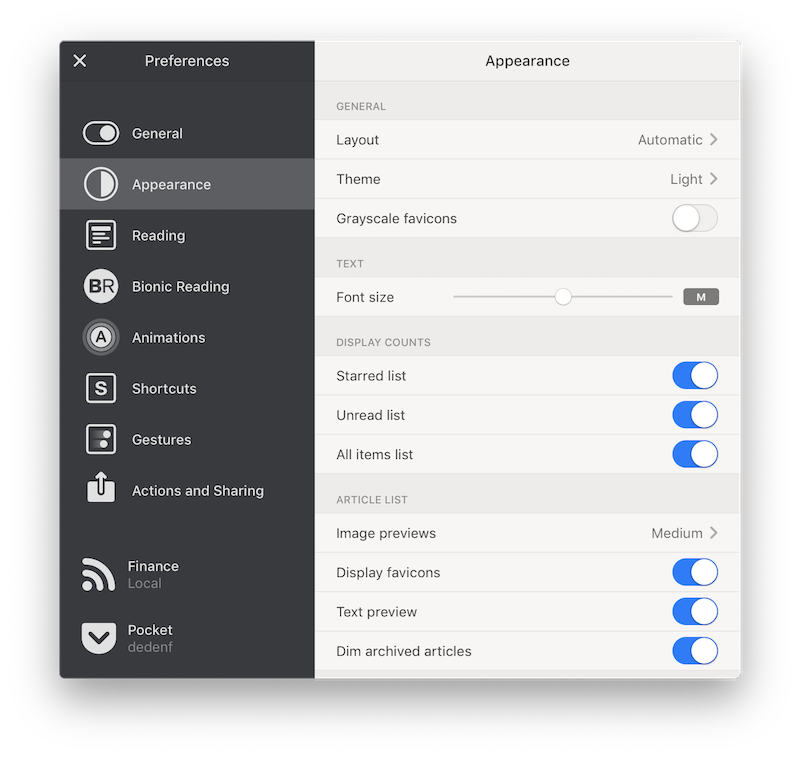 Preferences
General
Appearance
Reading
BR
Bionic Reading
A
Animations
S
Shortcuts
Gestures
Actions and Sharing
Finance
Local
Pocket
dedenf
Appearance
GENERAL
Layout Automatic
Theme Light
Grayscale favicons
TEXT
Font size M
DISPLAY COUNTS
Starred list
Unread list
All items list
ARTICLE LIST
Image previews Medium
Display favicons
Text preview
Dim archived articles